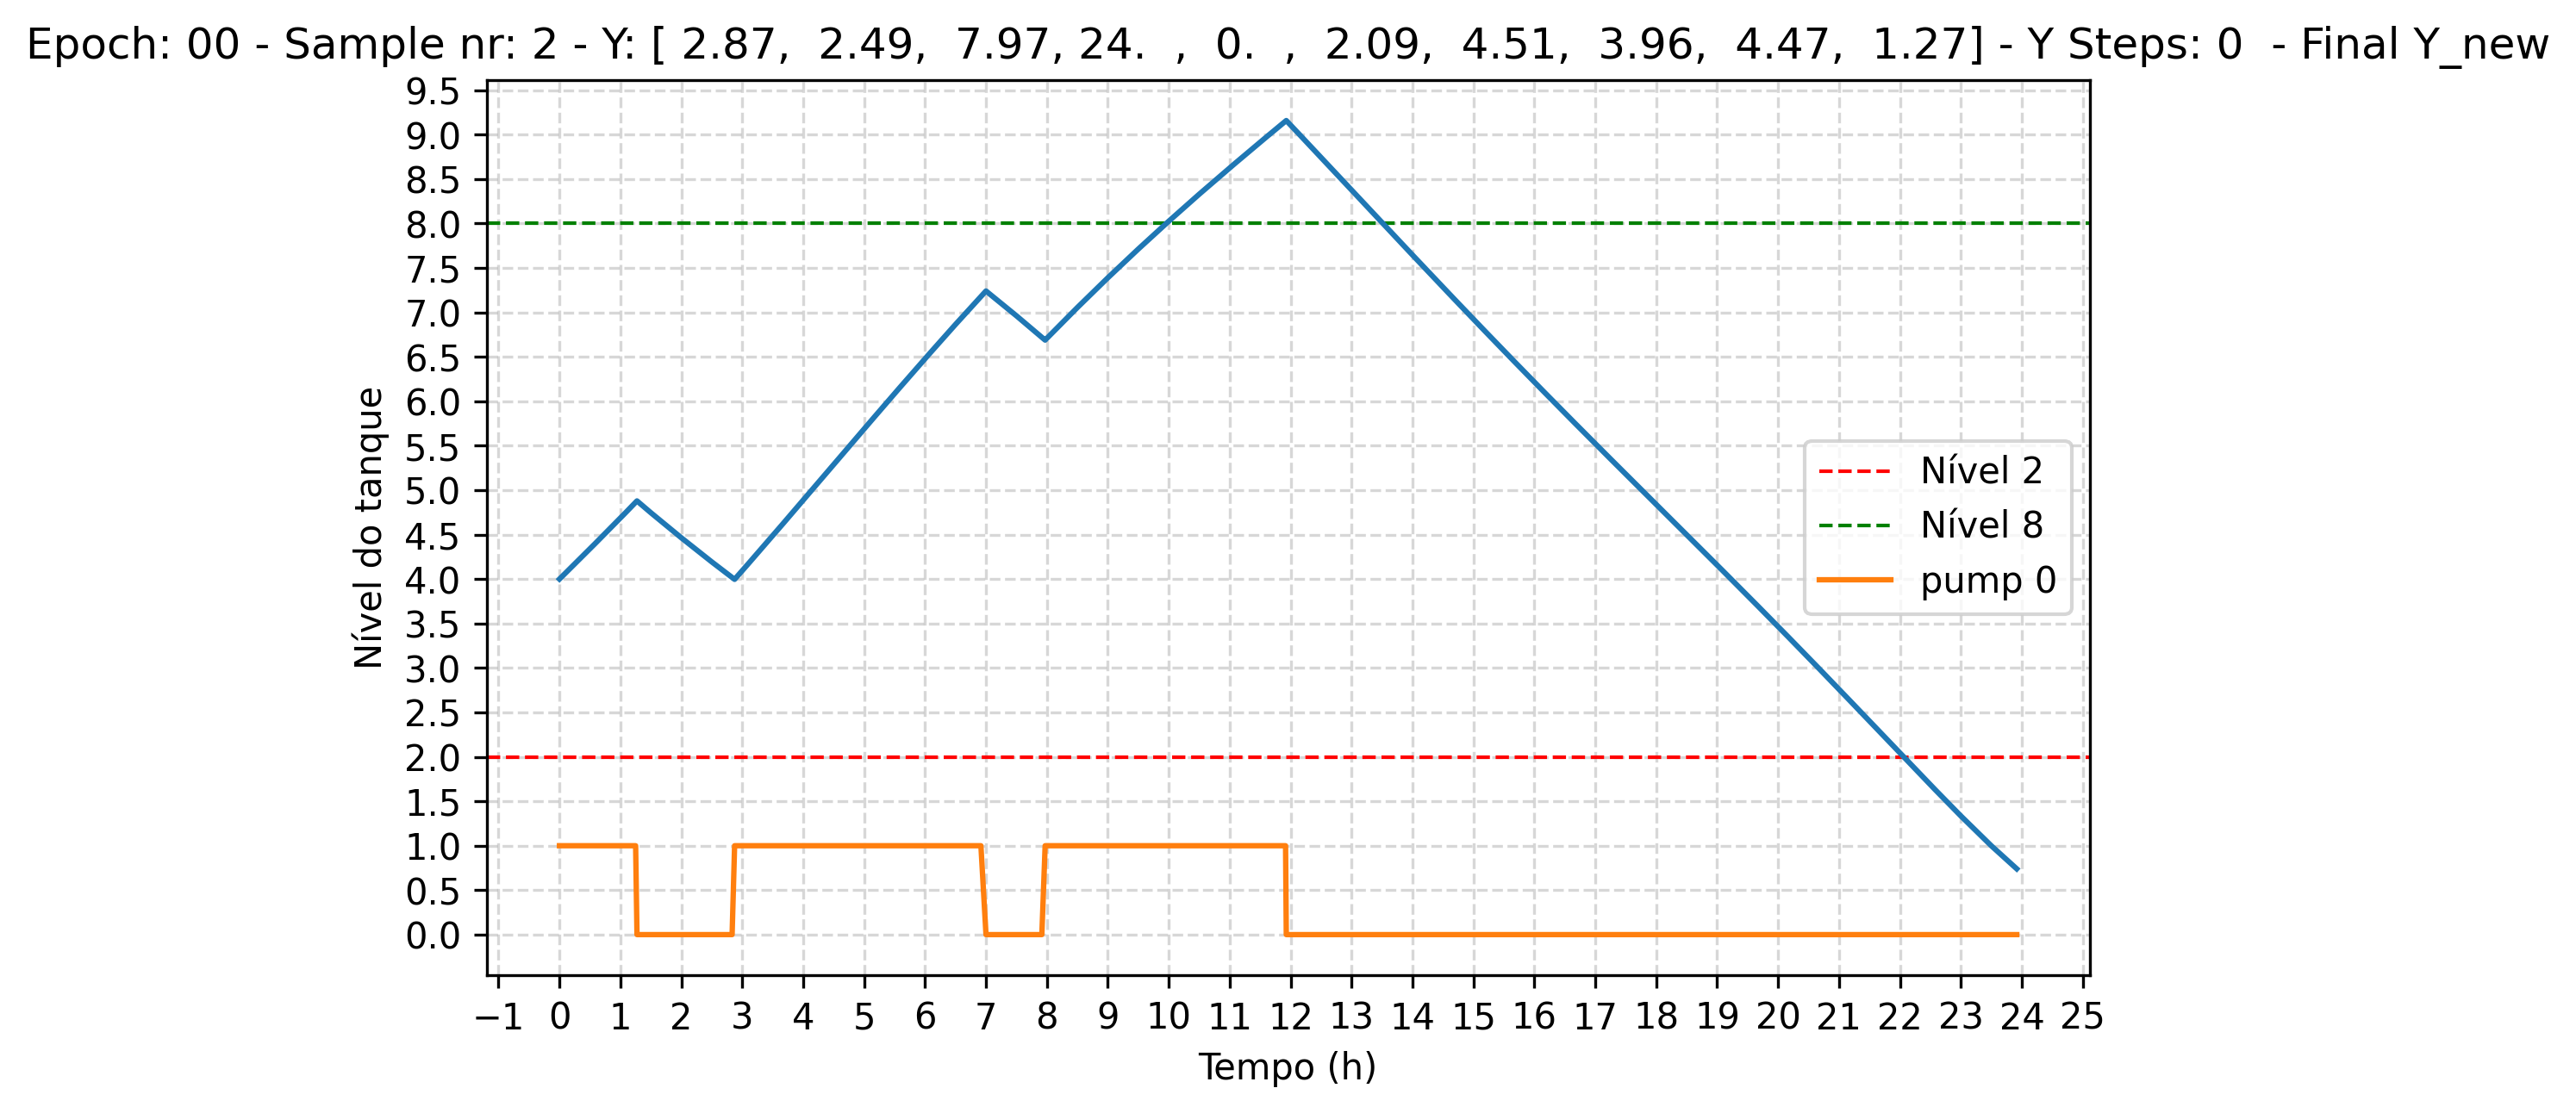 Epoch: 00 - Sample nr: 2 - Y: [ 2.87,  2.49,  7.97, 24.  ,  0.  ,  2.09,  4.51,  3.96,  4.47,  1.27] - Y Steps: 0  - Final Y_new
9.5
9.0
8.5
8.0
7.5
7.0
6.5
6.0
5.5
5.0
4.5
4.0
3.5
3.0
2.5
2.0
1.5
1.0
0.5
0.0
Nível do tanque
Nível 2
Nível 8
pump 0
−1 0 1 2 3 4 5 6 7 8 9 10 11 12 13 14 15 16 17 18 19 20 21 22 23 24 25
Tempo (h)